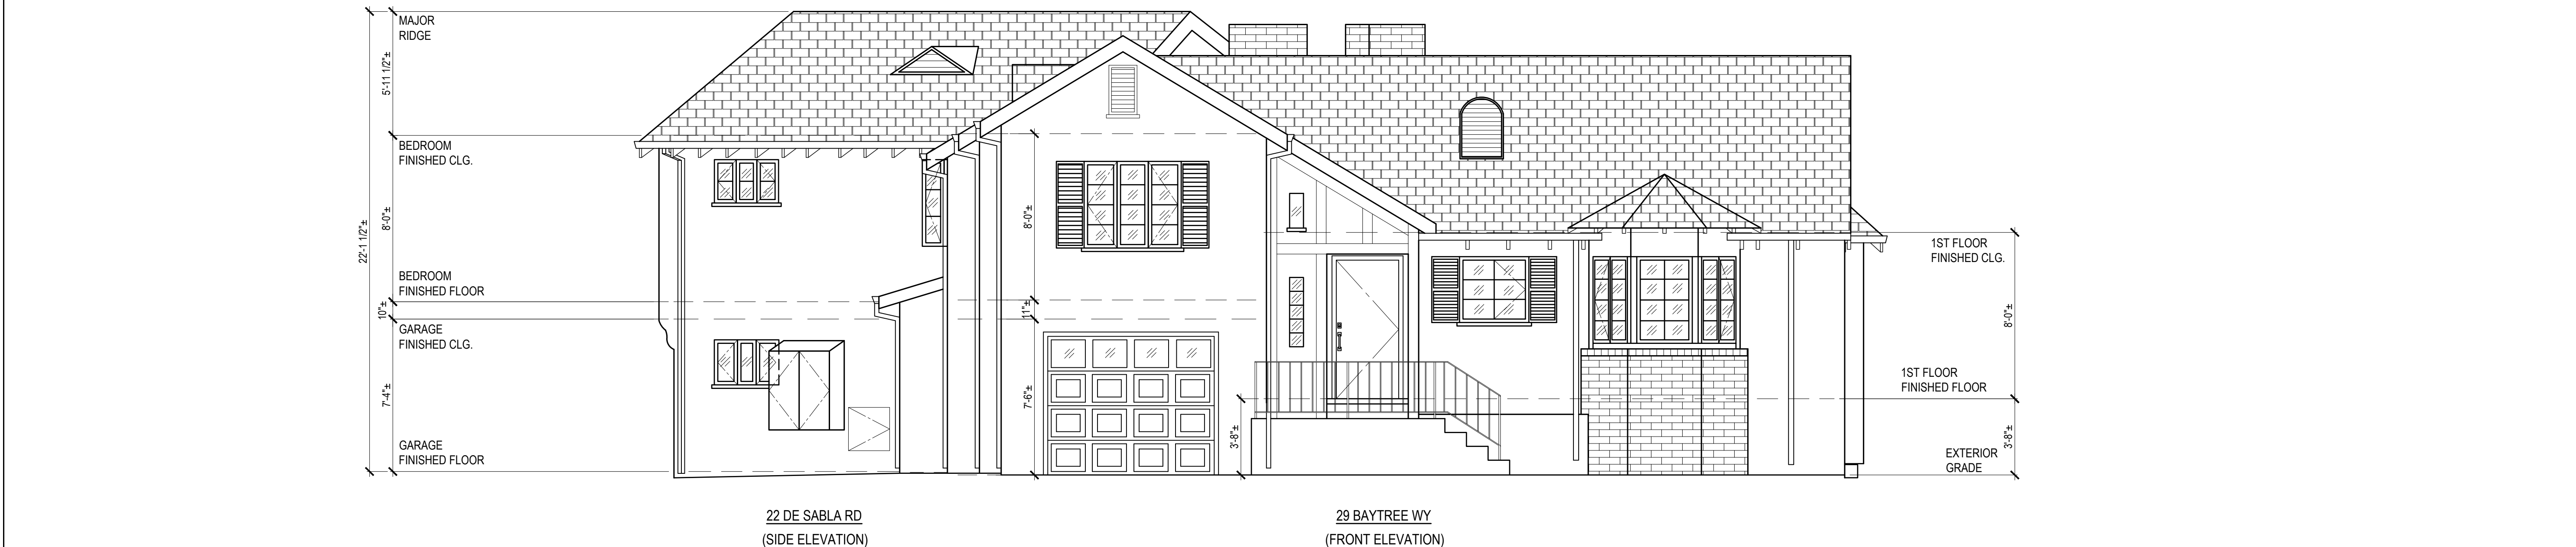 MAJOR
RIDGE
5'-11 1/2"±
BEDROOM
FINISHED CLG.
8'-0"±
22'-1 1/2"±
BEDROOM
FINISHED FLOOR
10"±
GARAGE
FINISHED CLG.
7'-4"±
GARAGE
FINISHED FLOOR
8'-0"±
11"±
7'-6"±
3'-8"±
1ST FLOOR
FINISHED CLG.
8'-0"±
1ST FLOOR
FINISHED FLOOR
3'-8"±
EXTERIOR
GRADE
22 DE SABLA RD
(SIDE ELEVATION)
29 BAYTREE WY
(FRONT ELEVATION)